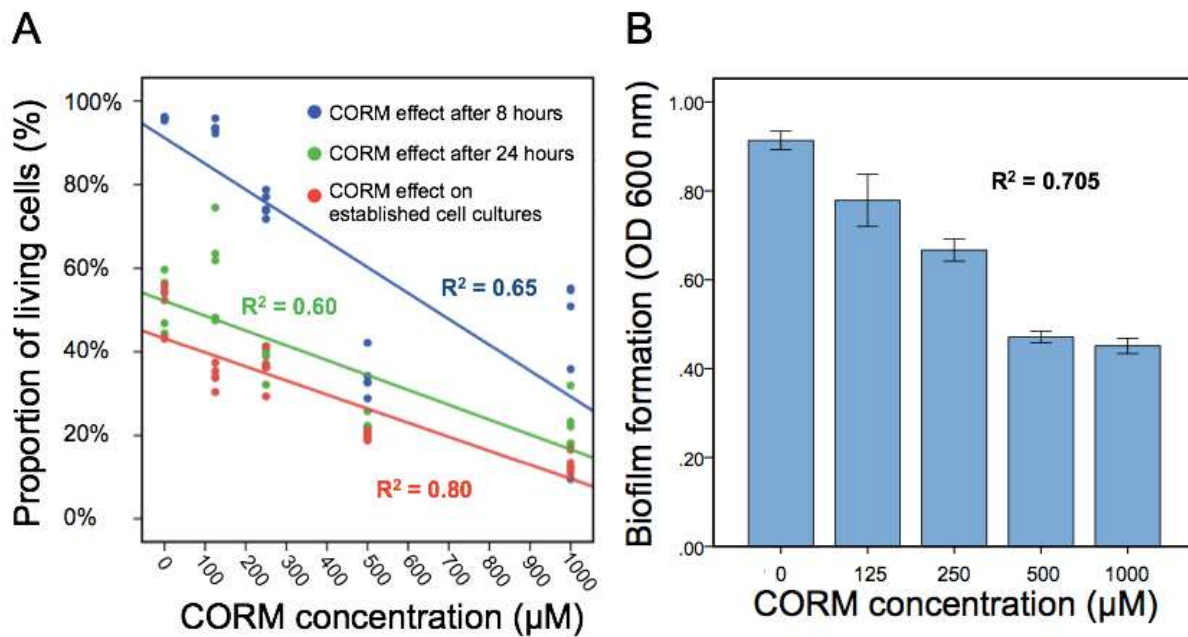 A
Proportion of living cells (%)
100%
80%
60%
40%
20%
0%
CORM effect after 8 hours
CORM effect after 24 hours
CORM effect on
established cell cultures
R² = 0.65
R² = 0.60
R² = 0.80
0 100 200 300 400 500 600 700 800 900 1000
CORM concentration (µM)
B
Biofilm formation (OD 600 nm)
1.00
.80
.60
.40
.20
.00
R² = 0.705
0 125 250 500 1000
CORM concentration (µM)